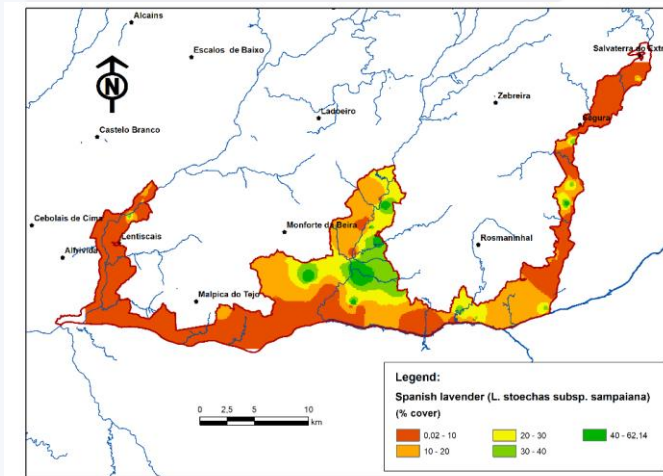 Alcains
Escalos de Baixo
Salvaterra do Extr
N
Zebreira
Ladoeiro
Segura
Castelo Branco
Cebolais de Cima
Monforte da Beira
Lentiscais
Rosmaninhal
Alfrívida
Malpica do Tejo
Legend:
Spanish lavender (L. stoechas subsp. sampaiana)
(% cover)
0,02 - 10
20 - 30
40 - 62,14
10 - 20
30 - 40
0 2,5 5 10
km